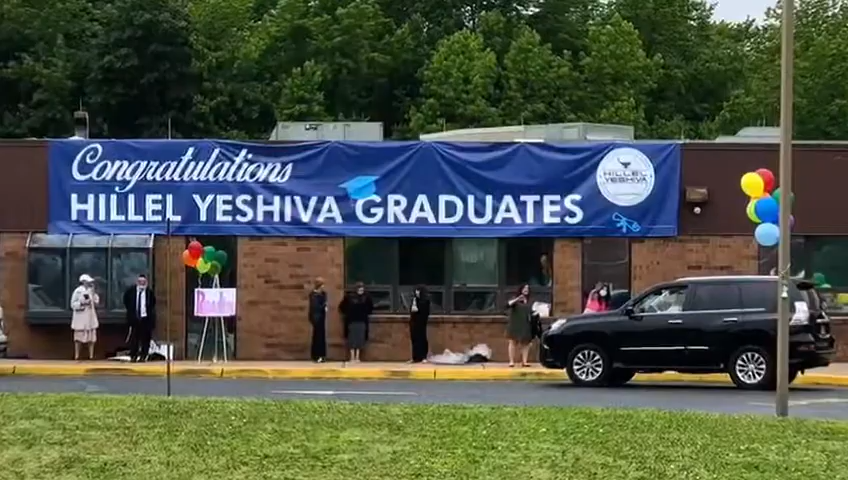 Congratulations
HILLEL YESHIVA GRADUATES
HILLEL
YESHIVA